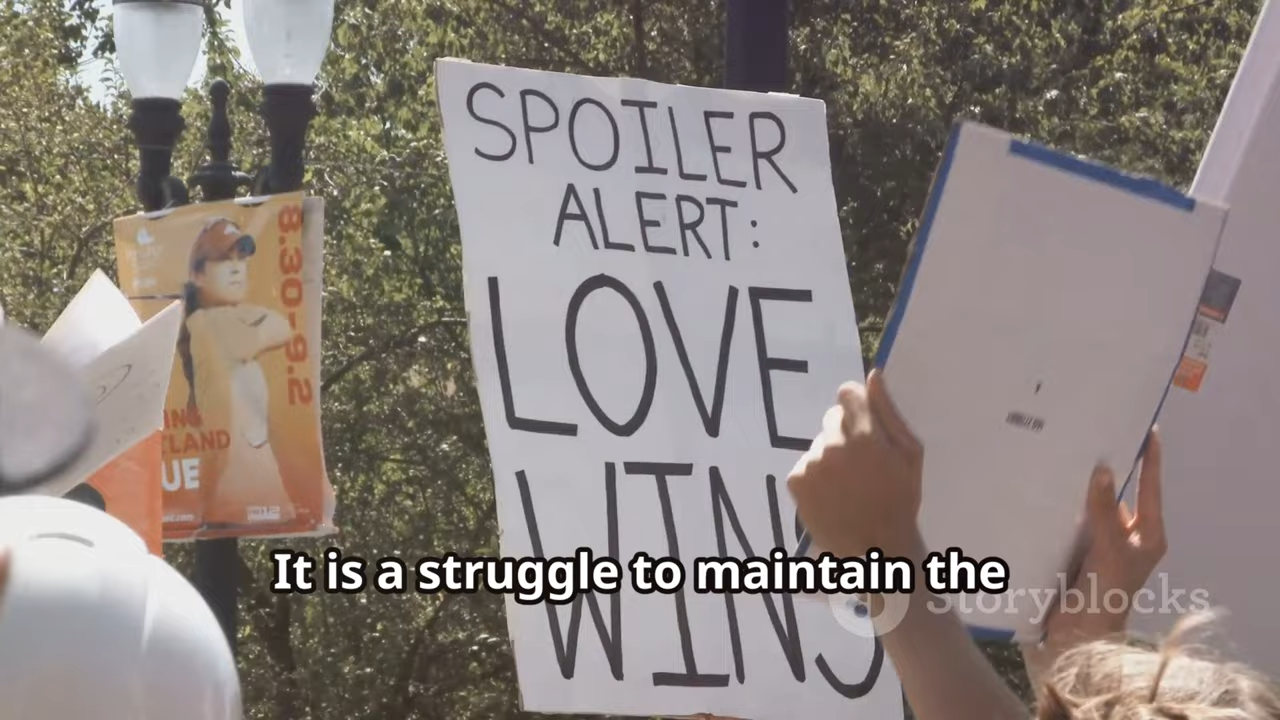 SPOILER
ALERT:
LOVE
WINS
8.30-9.2
UE
It is a struggle to maintain the
Storyblocks